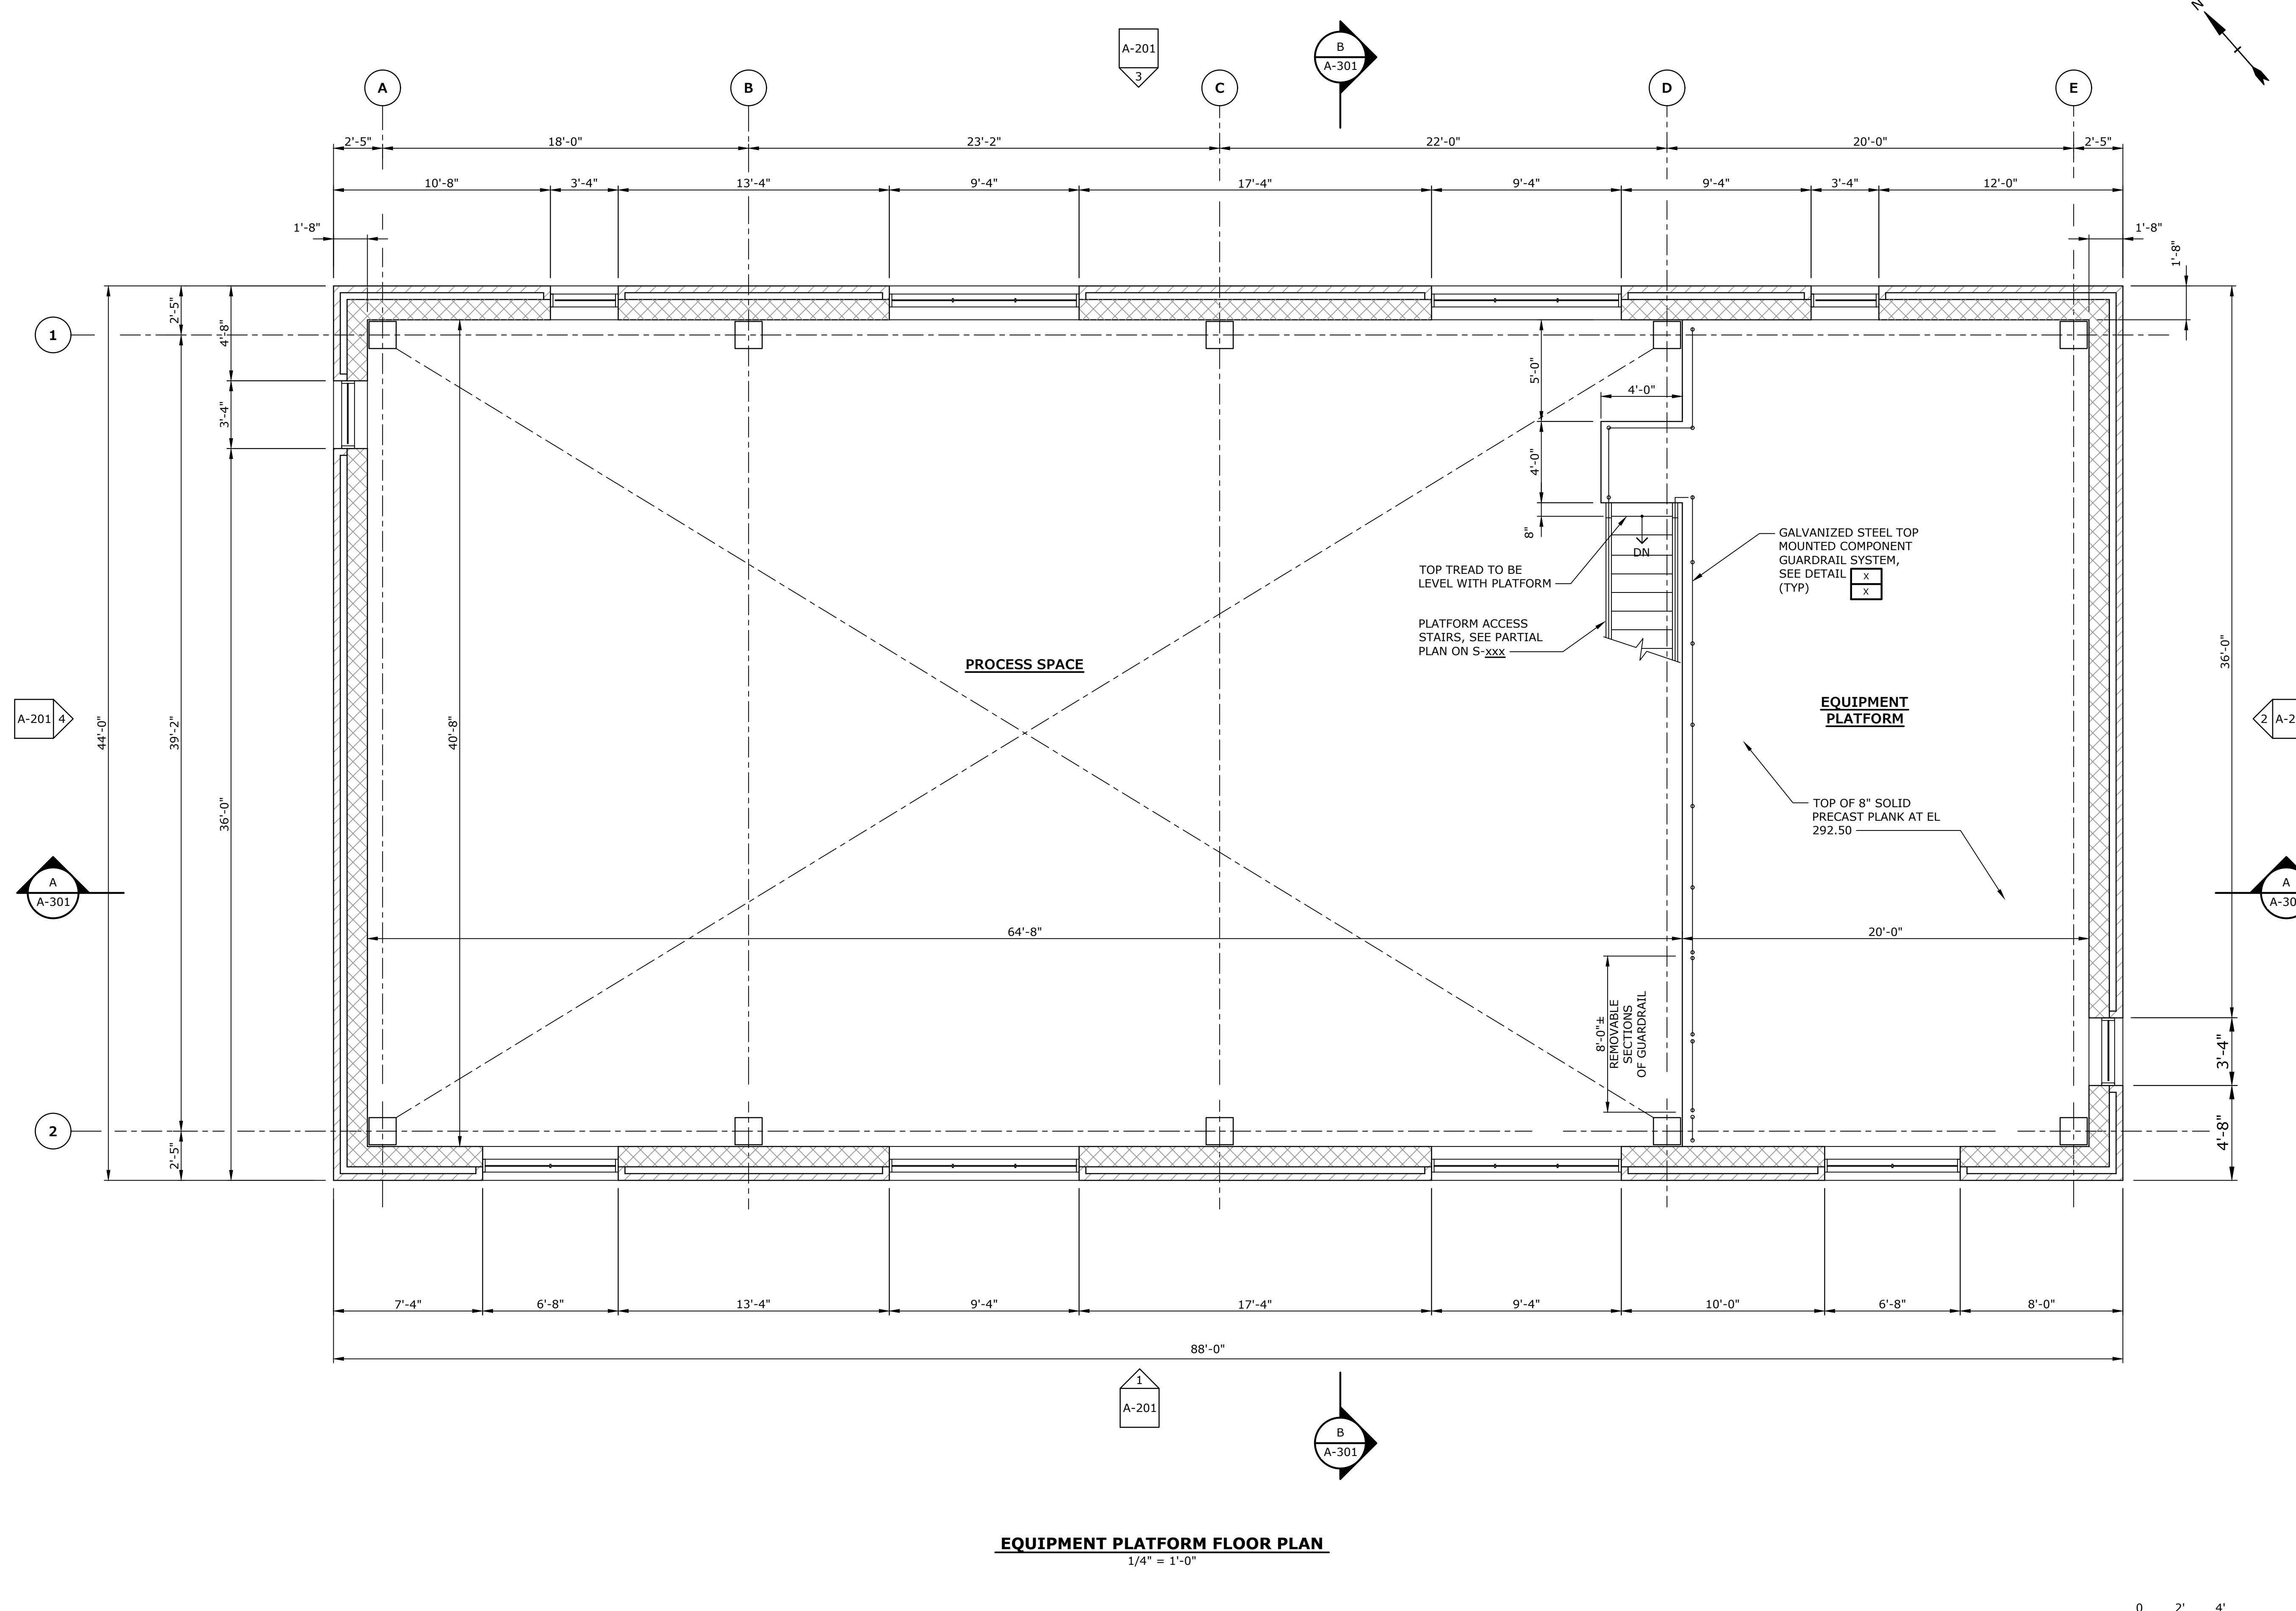 N
A-201
3
B
A-301
A
B
C
D
E
2'-5"
18'-0"
23'-2"
22'-0"
20'-0"
2'-5"
10'-8"
3'-4"
13'-4"
9'-4"
17'-4"
9'-4"
9'-4"
3'-4"
12'-0"
1'-8"
1'-8"
1'-8"
1
2'-5"
4'-8"
3'-4"
5'-0"
4'-0"
4'-0"
8"
DN
GALVANIZED STEEL TOP
MOUNTED COMPONENT
GUARDRAIL SYSTEM,
SEE DETAIL
(TYP)
X
X
TOP TREAD TO BE
LEVEL WITH PLATFORM
PLATFORM ACCESS
STAIRS, SEE PARTIAL
PLAN ON S-xxx
PROCESS SPACE
EQUIPMENT
PLATFORM
36'-0"
A-201
4
44'-0"
39'-2"
40'-8"
36'-0"
2
A-2
TOP OF 8" SOLID
PRECAST PLANK AT EL
292.50
A
A-301
A
A-30
64'-8"
20'-0"
8'-0"±
REMOVABLE
SECTIONS
OF GUARDRAIL
3'-4"
4'-8"
2
2'-5"
7'-4"
6'-8"
13'-4"
9'-4"
17'-4"
9'-4"
10'-0"
6'-8"
8'-0"
88'-0"
1
A-201
B
A-301
EQUIPMENT PLATFORM FLOOR PLAN
1/4" = 1'-0"
0 2' 4'